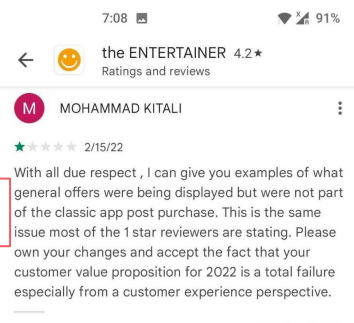 7:08 91%
the ENTERTAINER 4.2★
Ratings and reviews
M MOHAMMAD KITALI
2/15/22
With all due respect , I can give you examples of what
general offers were being displayed but were not part
of the classic app post purchase. This is the same
issue most of the 1 star reviewers are stating. Please
own your changes and accept the fact that your
customer value proposition for 2022 is a total failure
especially from a customer experience perspective.